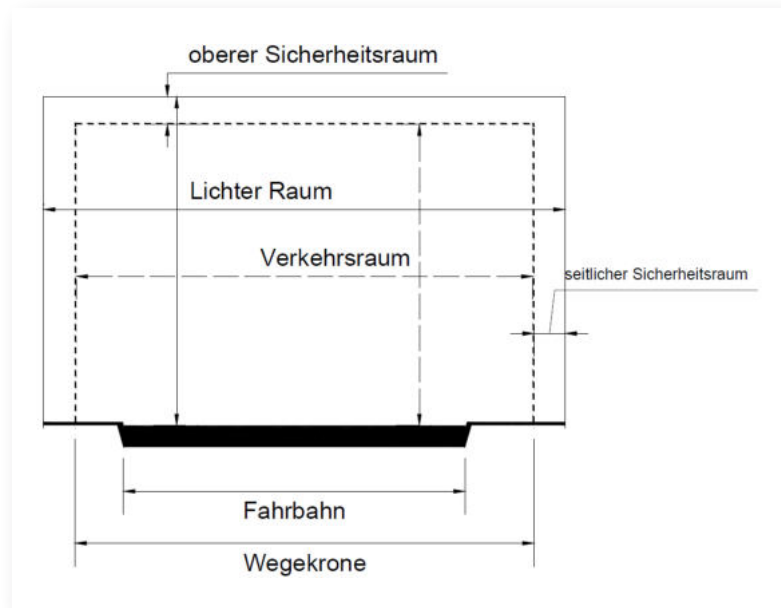 oberer Sicherheitsraum
Lichter Raum
Verkehrsraum
seitlicher Sicherheitsraum
Fahrbahn
Wegekrone